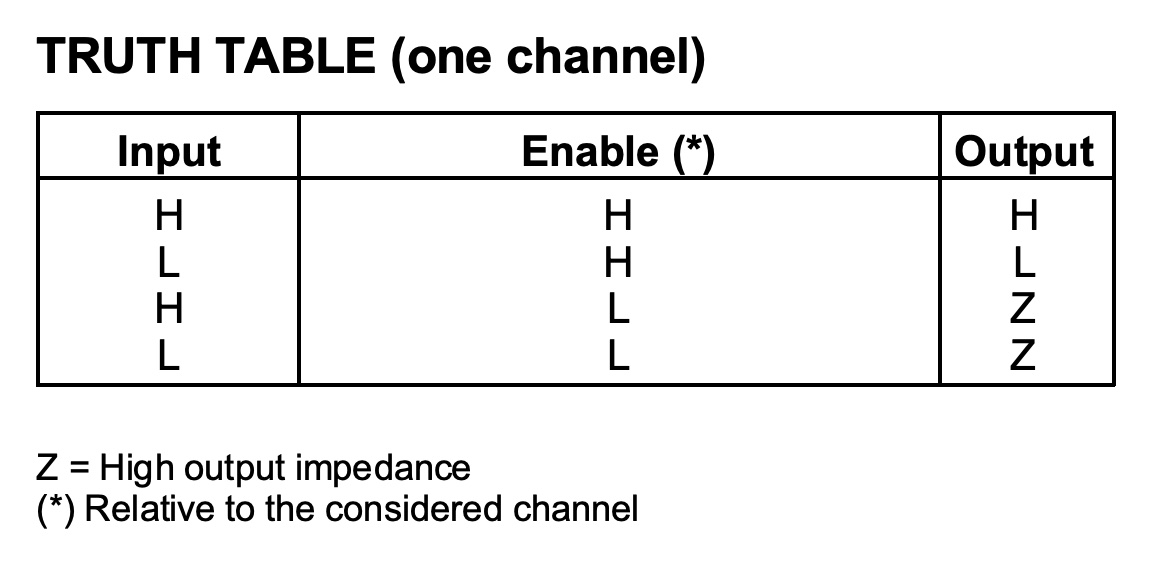 TRUTH TABLE (one channel)
Input Enable (*) Output
H H H
L H L
H L Z
L L Z
Z = High output impedance
(*) Relative to the considered channel